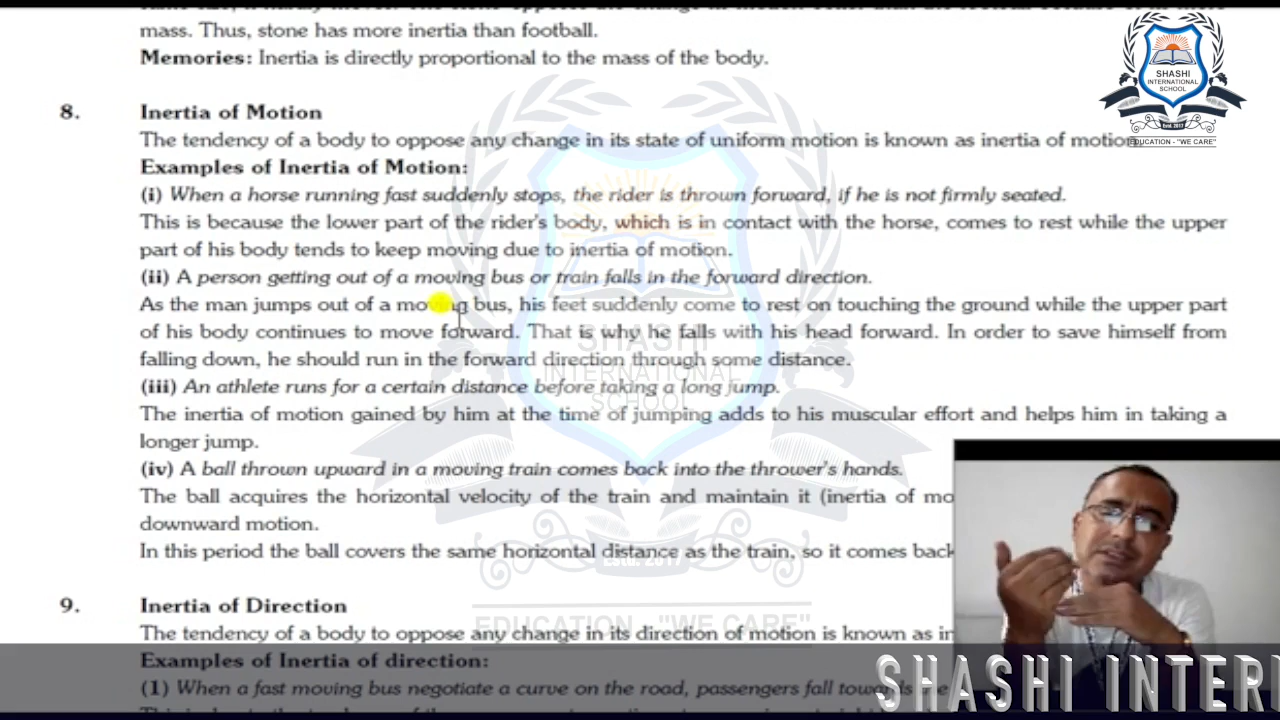 mass. Thus, stone has more inertia than football.
Memories: Inertia is directly proportional to the mass of the body.
SHASHI
INTERNATIONAL
SCHOOL
Estd. 2017
EDUCATION - "WE CARE"
8. Inertia of Motion
The tendency of a body to oppose any change in its state of uniform motion is known as inertia of motion
Examples of Inertia of Motion:
(i) When a horse running fast suddenly stops, the rider is thrown forward, if he is not firmly seated.
This is because the lower part of the rider's body, which is in contact with the horse, comes to rest while the upper
part of his body tends to keep moving due to inertia of motion.
(ii) A person getting out of a moving bus or train falls in the forward direction.
As the man jumps out of a moving bus, his feet suddenly come to rest on touching the ground while the upper part
of his body continues to move forward. That is why he falls with his head forward. In order to save himself from
falling down, he should run in the forward direction through some distance.
(iii) An athlete runs for a certain distance before taking a long jump.
The inertia of motion gained by him at the time of jumping adds to his muscular effort and helps him in taking a
longer jump.
(iv) A ball thrown upward in a moving train comes back into the thrower's hands.
The ball acquires the horizontal velocity of the train and maintain it (inertia of mo
downward motion.
In this period the ball covers the same horizontal distance as the train, so it comes back
SHASHI
INTERNATIONAL
SCHOOL
Estd. 2017
EDUCATION - "WE CARE"
9. Inertia of Direction
The tendency of a body to oppose any change in its direction of motion is known as in
Examples of Inertia of direction:
(1) When a fast moving bus negotiate a curve on the road, passengers fall towards
SHASHI INTER